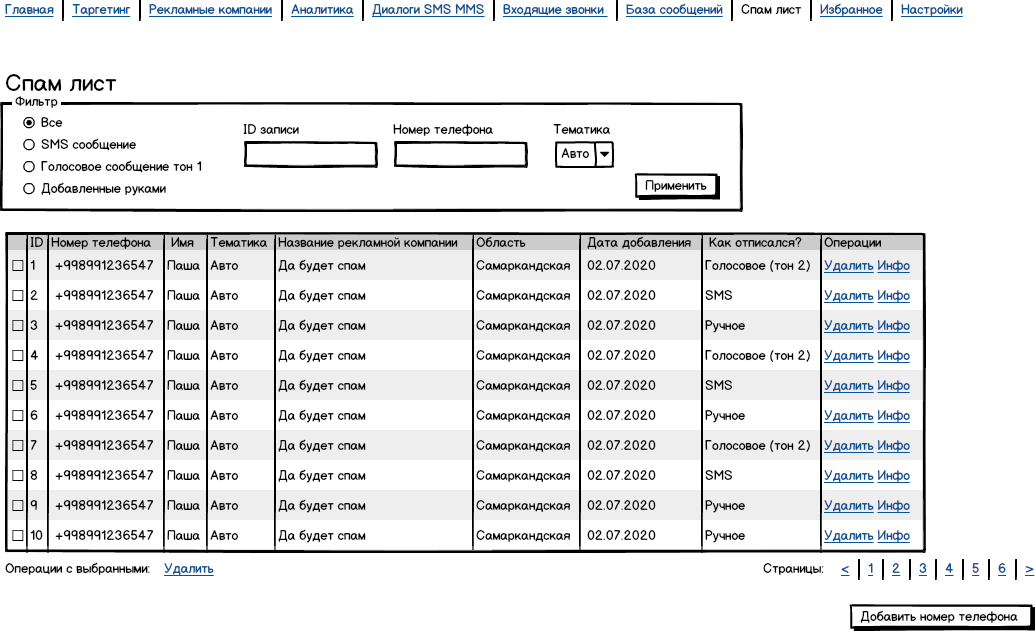 Главная Таргетинг Рекламные компании Аналитика Диалоги SMS MMS Входящие звонки База сообщений Спам лист Избранное Настройки
Спам лист
Фильтр
Все
SMS сообщение
Голосовое сообщение тон 1
Добавленные руками
ID записи
Номер телефона
Тематика
Авто
Применить
ID Номер телефона Имя Тематика Название рекламной компании Область Дата добавления Как отписался? Операции
1 +998991236547 Паша Авто Да будет спам Самаркандская 02.07.2020 Голосовое (тон 2) Удалить Инфо
2 +998991236547 Паша Авто Да будет спам Самаркандская 02.07.2020 SMS Удалить Инфо
3 +998991236547 Паша Авто Да будет спам Самаркандская 02.07.2020 Ручное Удалить Инфо
4 +998991236547 Паша Авто Да будет спам Самаркандская 02.07.2020 Голосовое (тон 2) Удалить Инфо
5 +998991236547 Паша Авто Да будет спам Самаркандская 02.07.2020 SMS Удалить Инфо
6 +998991236547 Паша Авто Да будет спам Самаркандская 02.07.2020 Ручное Удалить Инфо
7 +998991236547 Паша Авто Да будет спам Самаркандская 02.07.2020 Голосовое (тон 2) Удалить Инфо
8 +998991236547 Паша Авто Да будет спам Самаркандская 02.07.2020 SMS Удалить Инфо
9 +998991236547 Паша Авто Да будет спам Самаркандская 02.07.2020 Ручное Удалить Инфо
10 +998991236547 Паша Авто Да будет спам Самаркандская 02.07.2020 Ручное Удалить Инфо
Операции с выбранными: Удалить Страницы: < 1 2 3 4 5 6 >
Добавить номер телефона